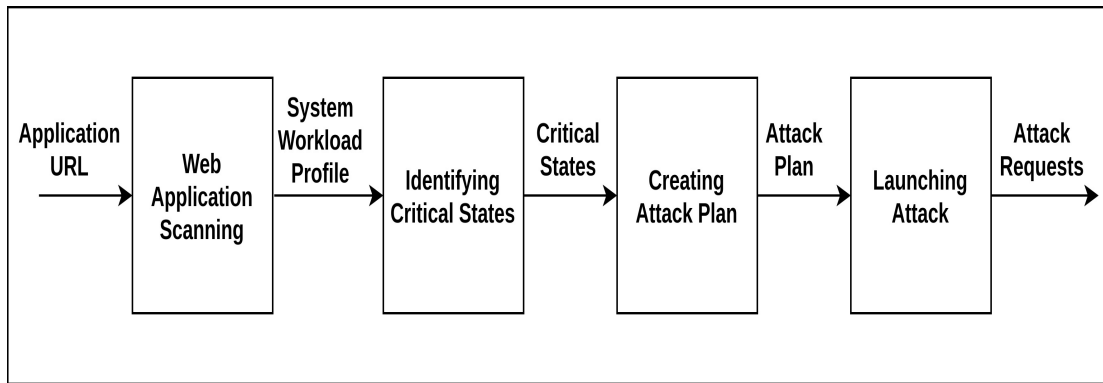 Application
URL
Web
Application
Scanning
System
Workload
Profile
Identifying
Critical States
Critical
States
Creating
Attack Plan
Attack
Plan
Launching
Attack
Attack
Requests